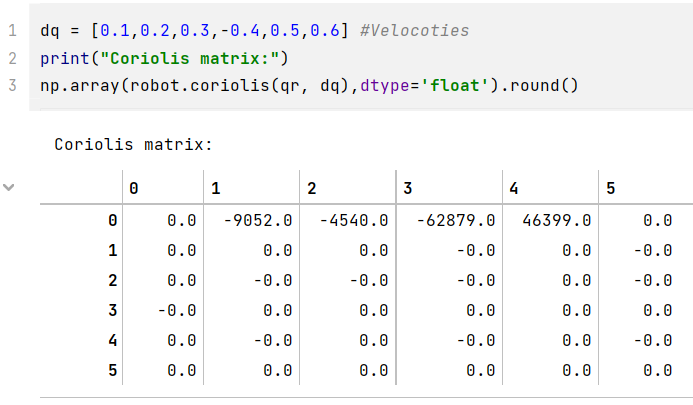 1 dq = [0.1,0.2,0.3,-0.4,0.5,0.6] #Velocoties
2 print("Coriolis matrix:")
3 np.array(robot.coriolis(qr, dq),dtype='float').round()
Coriolis matrix:
0 1 2 3 4 5
0 0.0 -9052.0 -4540.0 -62879.0 46399.0 0.0
1 0.0 0.0 0.0 -0.0 0.0 -0.0
2 0.0 -0.0 -0.0 -0.0 0.0 -0.0
3 -0.0 0.0 0.0 0.0 0.0 0.0
4 0.0 -0.0 0.0 -0.0 0.0 -0.0
5 0.0 0.0 0.0 0.0 0.0 0.0